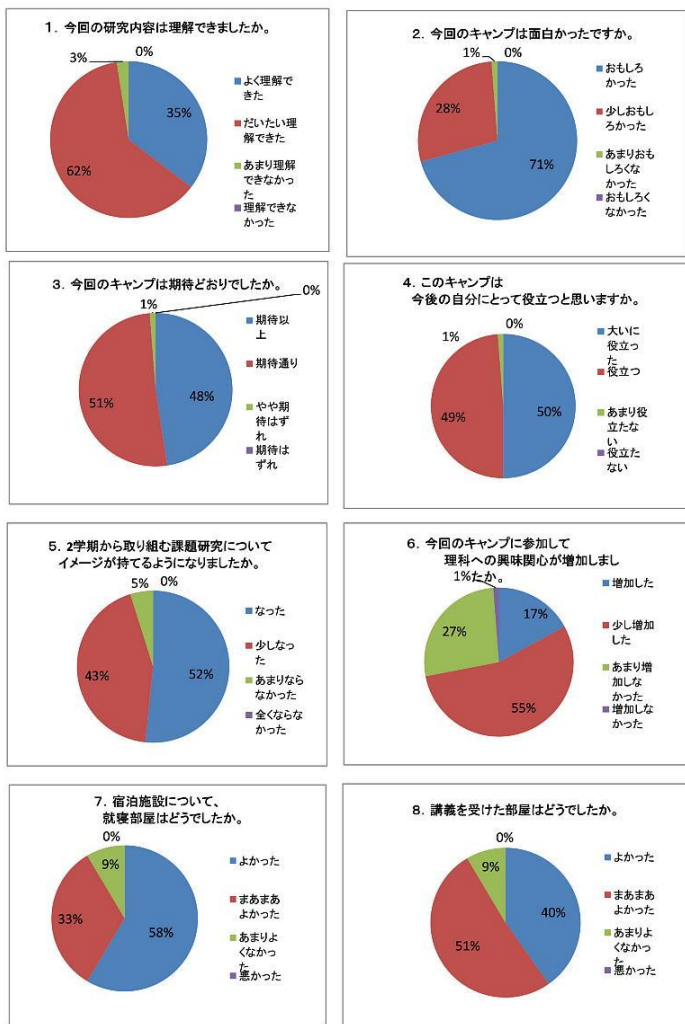 1．今回の研究内容は理解できましたか。
3%
0%
35%
62%
よく理解で
きた
だいたい理
解できた
あまり理解
できなかっ
た
理解できな
かった
2．今回のキャンプは面白かったですか。
1%
0%
28%
71%
おもしろ
かった
少しおもし
ろかった
あまりおも
しろくな
かった
おもしろく
なかった
3．今回のキャンプは期待どおりでしたか。
1%
0%
51%
48%
期待以
上
期待通り
やや期
待はず
れ
期待は
ずれ
4．このキャンプは
今後の自分にとって役立つと思いますか。
1%
0%
49%
50%
大いに
役立っ
た
役立つ
あまり役
立たな
い
役立た
ない
5．2学期から取り組む課題研究について
イメージが持てるようになりましたか。
5%
0%
43%
52%
なった
少しなっ
た
あまりなら
なかった
全くならな
かった
6．今回のキャンプに参加して
理科への興味関心が増加しまし
たか。
1%
17%
27%
55%
増加した
少し増加
した
あまり増
加しな
かった
増加しな
かった
7．宿泊施設について、
就寝部屋はどうでしたか。
0%
9%
33%
58%
よかった
まあまあ
よかった
あまりよ
くなかっ
た
悪かった
8．講義を受けた部屋はどうでしたか。
0%
9%
40%
51%
よかった
まあまあ
よかった
あまりよ
くなかっ
た
悪かった